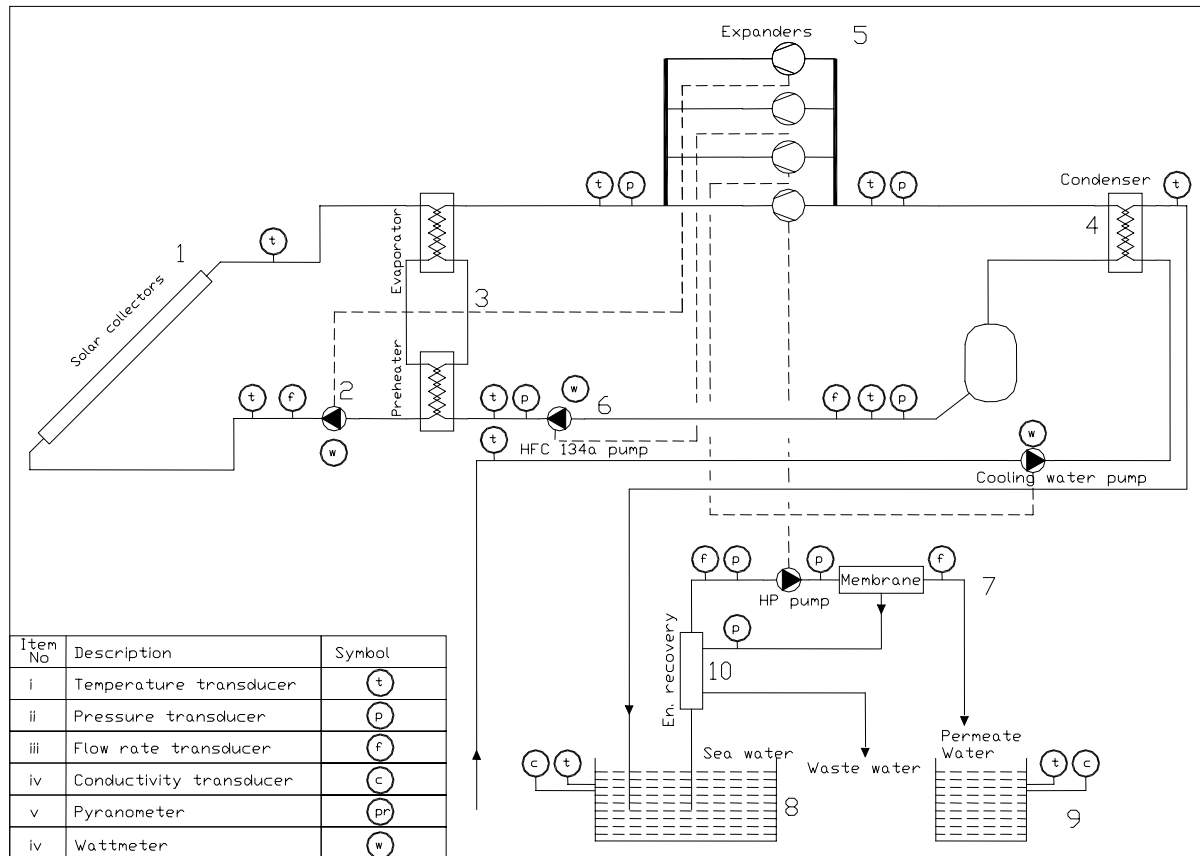 Expanders 5
t p t p Condenser t
4
1 t
Evaporator
Solar collectors
3
Preheater
t f 2 t p w 6 f t p
w HFC 134a pump t w
Cooling water pump
f p p Membrane f 7
HP pump
En. recovery p
10
Item No Description Symbol
i Temperature transducer t
ii Pressure transducer p
iii Flow rate transducer f
iv Conductivity transducer c
v Pyranometer pr
iv Wattmeter w
c t Sea water 8
Waste water
Permeate
Water
t c
9